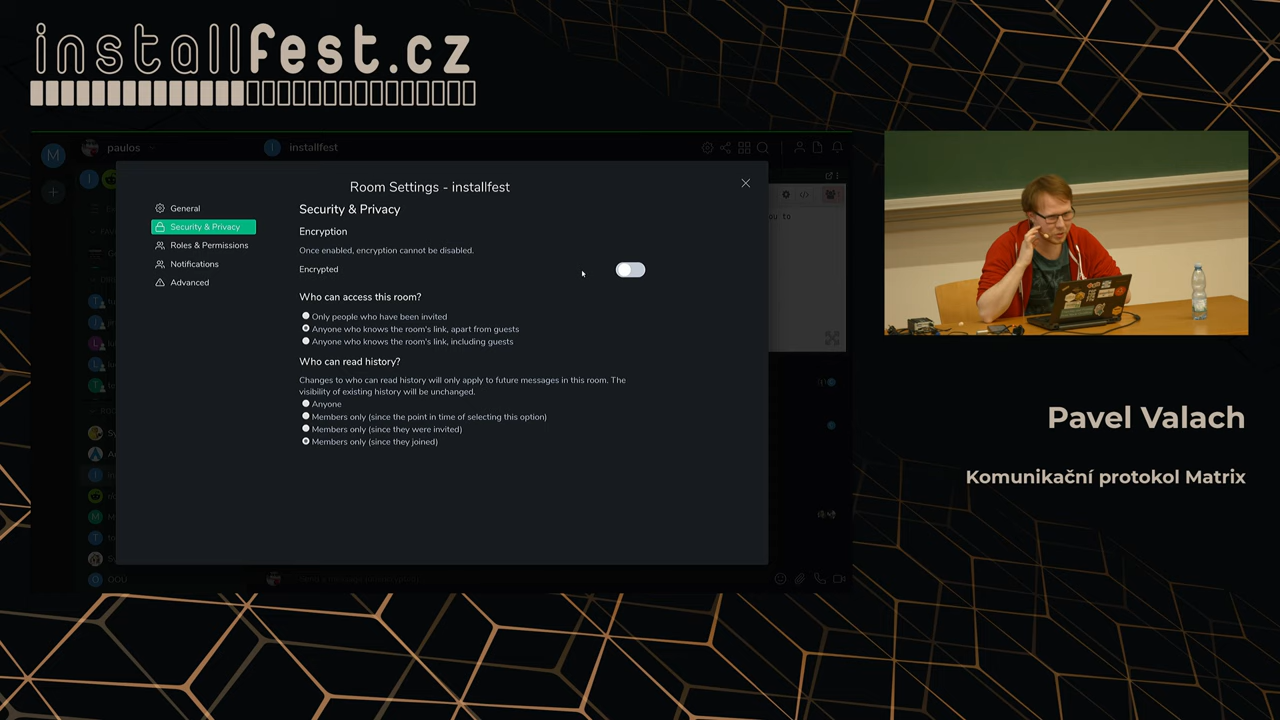 installfest.cz
paulos
installfest
M
I
Room Settings - installfest
General
Security & Privacy
Roles & Permissions
Notifications
Advanced
Security & Privacy
Encryption
Once enabled, encryption cannot be disabled.
Encrypted
Who can access this room?
Only people who have been invited
Anyone who knows the room's link, apart from guests
Anyone who knows the room's link, including guests
Who can read history?
Changes to who can read history will only apply to future messages in this room. The
visibility of existing history will be unchanged.
Anyone
Members only (since the point in time of selecting this option)
Members only (since they were invited)
Members only (since they joined)
Pavel Valach
Komunikační protokol Matrix